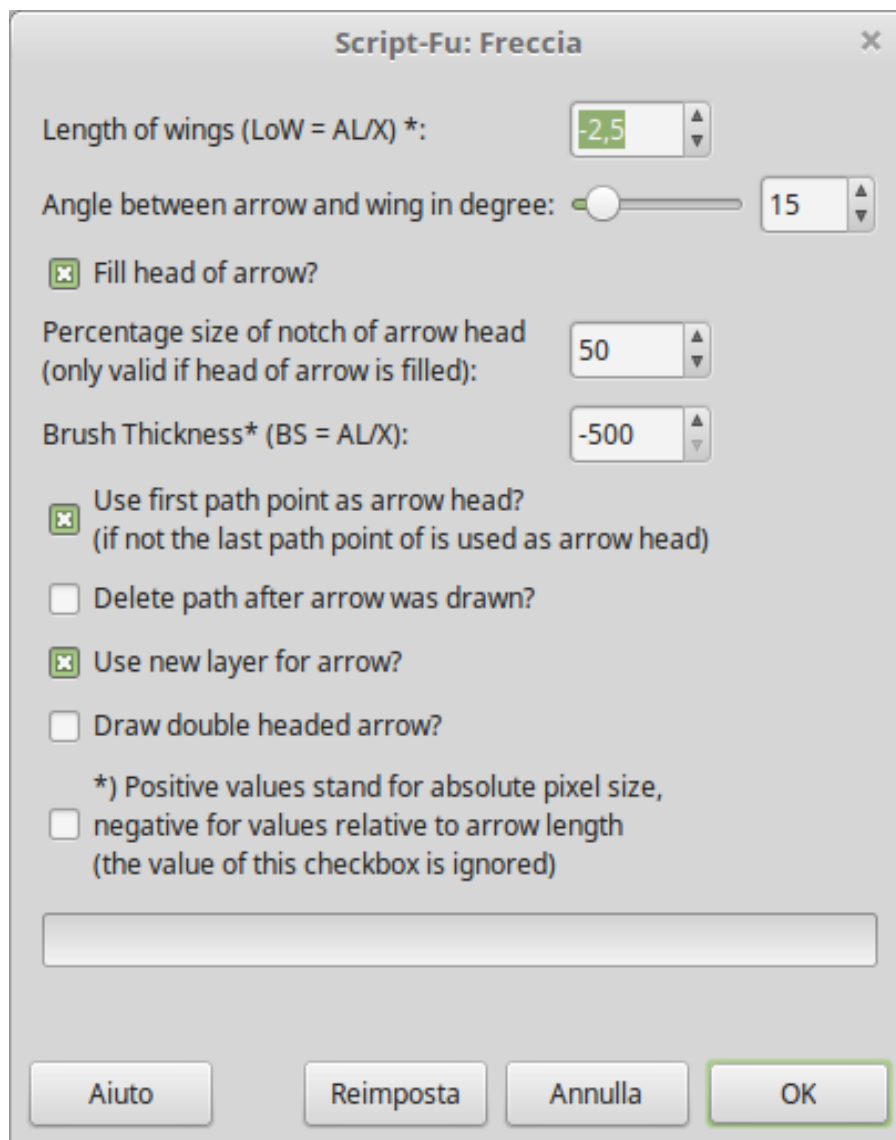 Script-Fu: Freccia
Length of wings (LoW = AL/X) *:
-2,5
Angle between arrow and wing in degree:
15
Fill head of arrow?
Percentage size of notch of arrow head
(only valid if head of arrow is filled):
50
Brush Thickness* (BS = AL/X):
-500
Use first path point as arrow head?
(if not the last path point of is used as arrow head)
Delete path after arrow was drawn?
Use new layer for arrow?
Draw double headed arrow?
*) Positive values stand for absolute pixel size,
negative for values relative to arrow length
(the value of this checkbox is ignored)
Aiuto
Reimposta
Annulla
OK